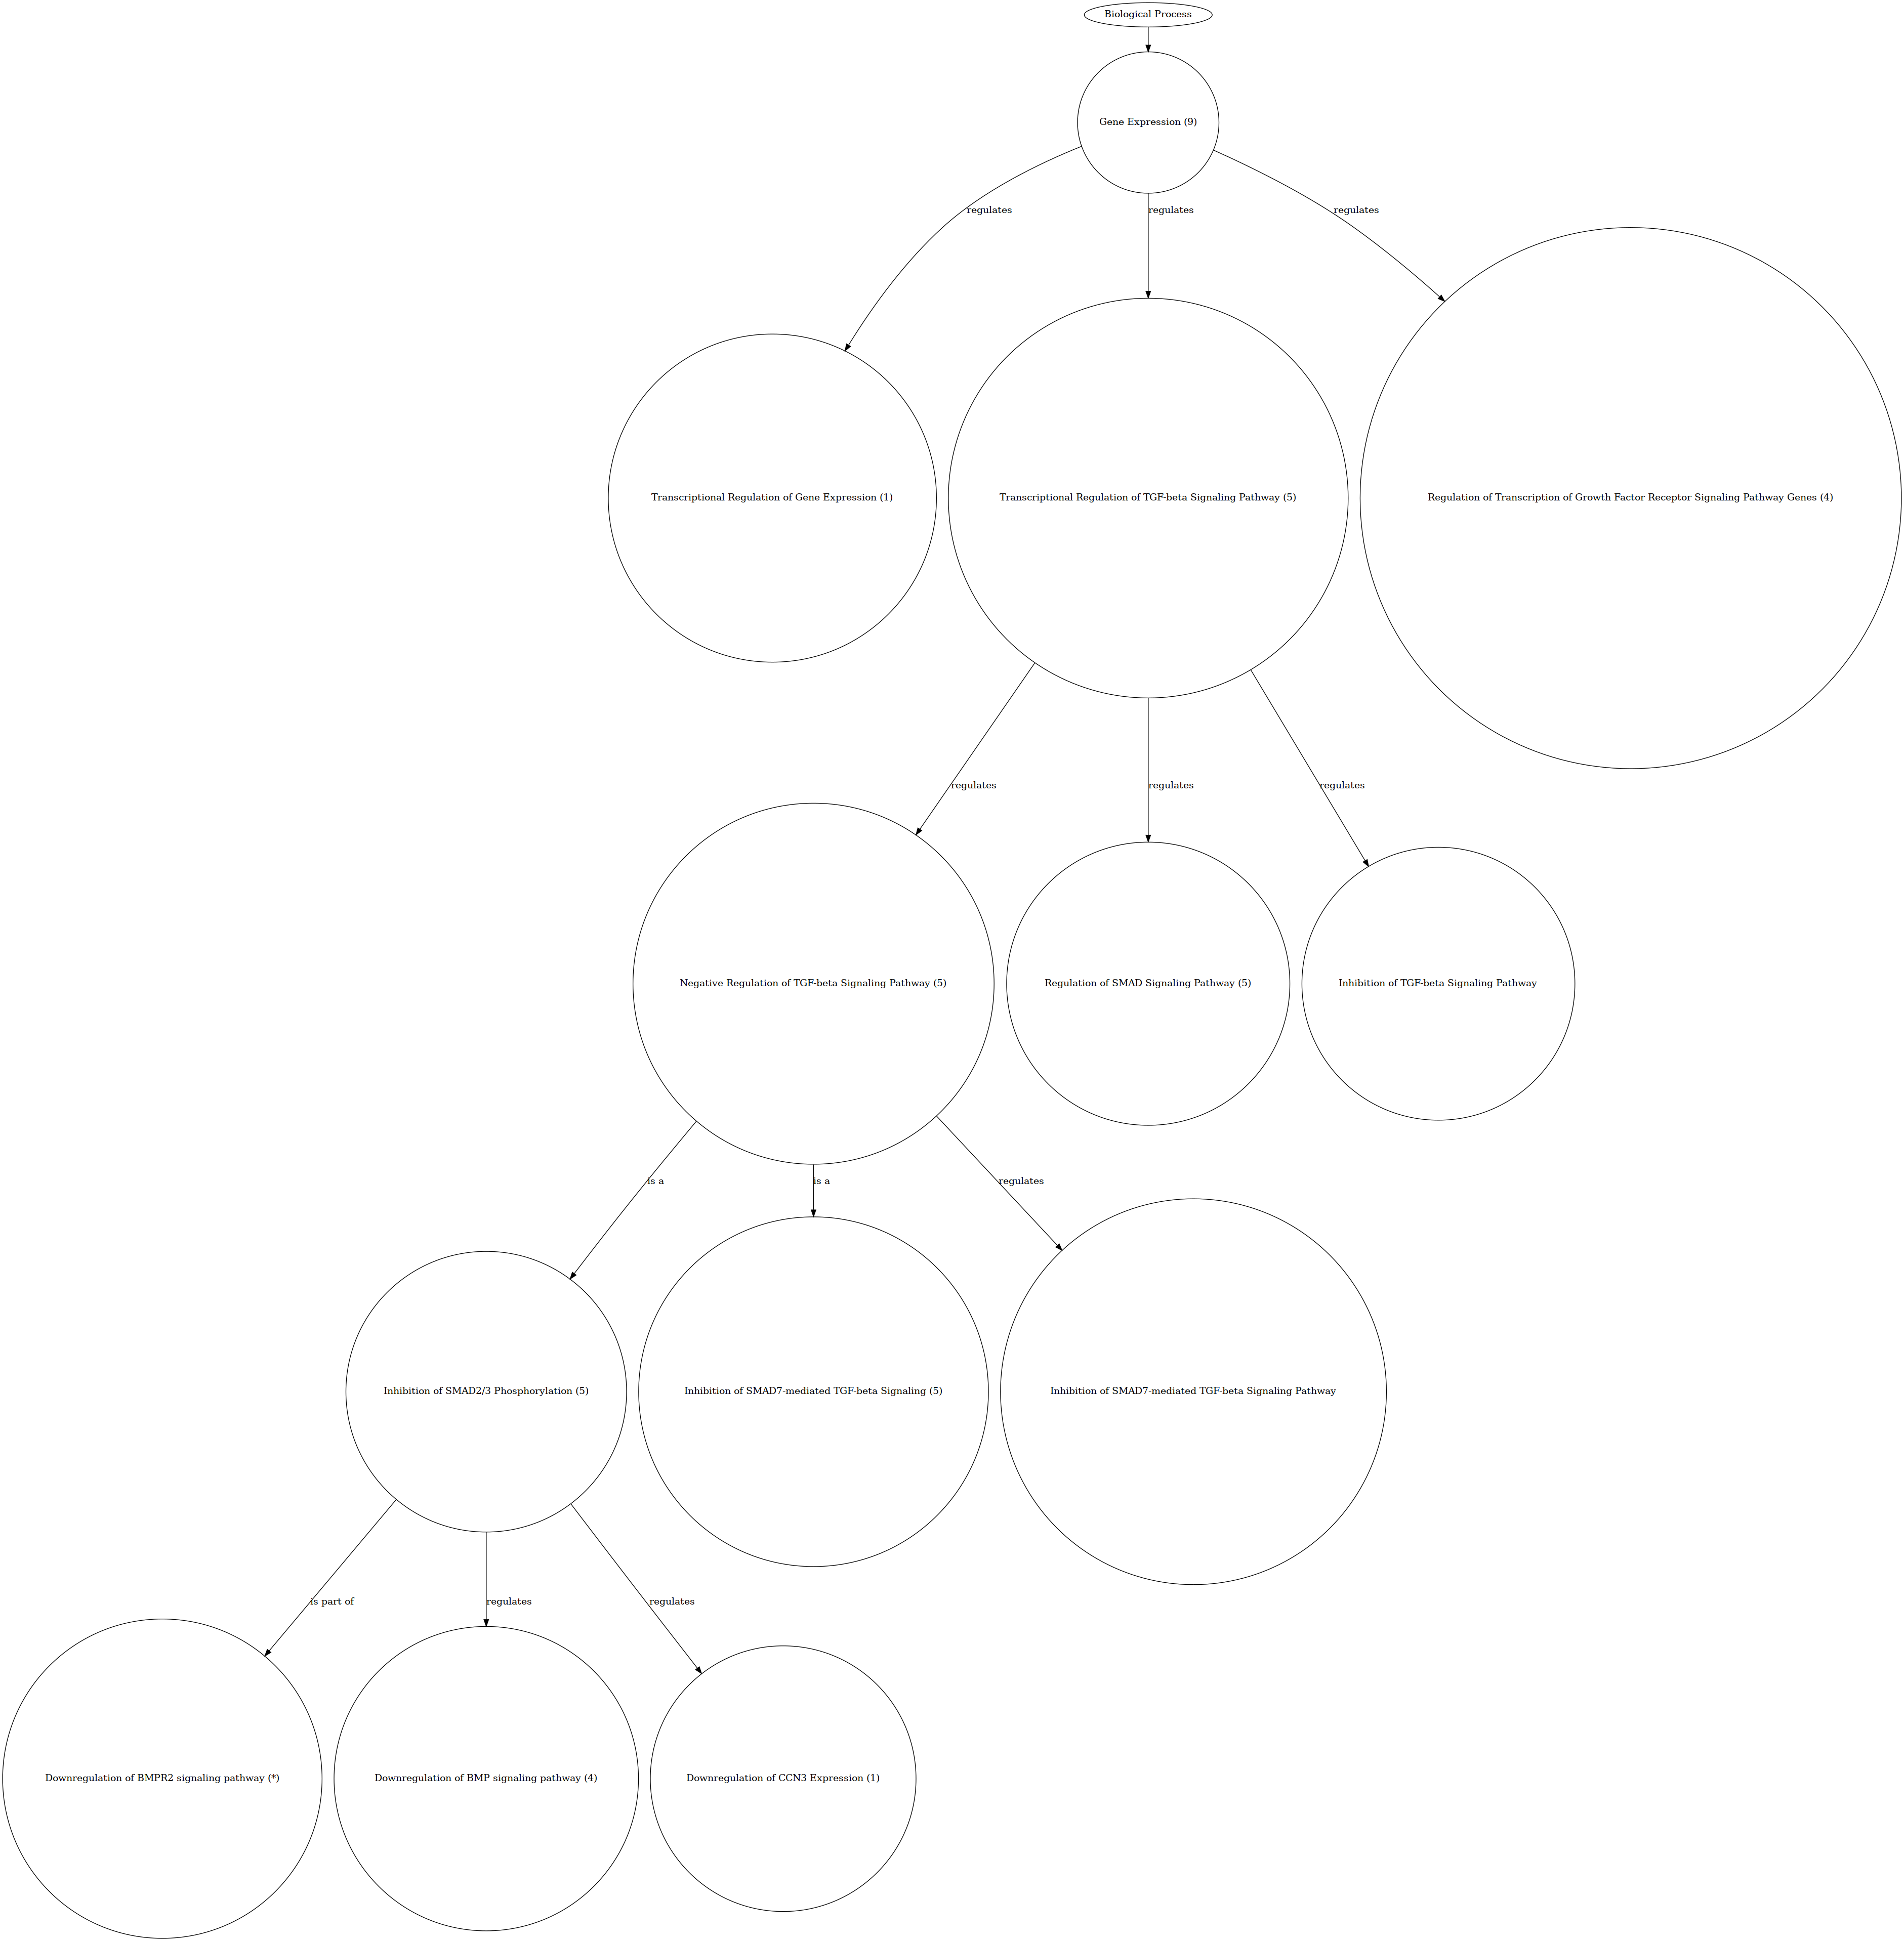 Biological Process
Gene Expression (9)
regulates
regulates
regulates
Transcriptional Regulation of Gene Expression (1)
Transcriptional Regulation of TGF-beta Signaling Pathway (5)
Regulation of Transcription of Growth Factor Receptor Signaling Pathway Genes (4)
regulates
regulates
regulates
Negative Regulation of TGF-beta Signaling Pathway (5)
Regulation of SMAD Signaling Pathway (5)
Inhibition of TGF-beta Signaling Pathway
is a
is a
regulates
Inhibition of SMAD2/3 Phosphorylation (5)
Inhibition of SMAD7-mediated TGF-beta Signaling (5)
Inhibition of SMAD7-mediated TGF-beta Signaling Pathway
is part of
regulates
regulates
Downregulation of BMPR2 signaling pathway (*)
Downregulation of BMP signaling pathway (4)
Downregulation of CCN3 Expression (1)